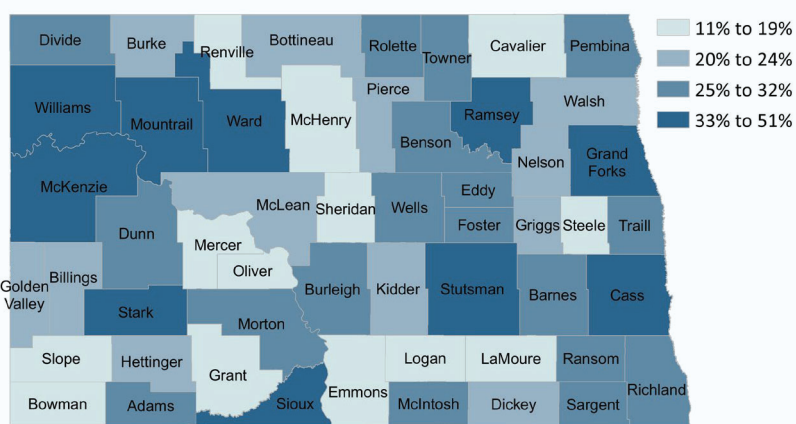 Divide
Burke
Renville
Bottineau
Rolette
Towner
Cavalier
Pembina
11% to 19%
20% to 24%
25% to 32%
33% to 51%
Williams
Mountrail
Ward
McHenry
Pierce
Benson
Ramsey
Walsh
Nelson
Grand
Forks
McKenzie
Dunn
McLean
Sheridan
Wells
Eddy
Foster
Griggs
Steele
Traill
Mercer
Oliver
Golden
Valley
Billings
Stark
Morton
Burleigh
Kidder
Stutsman
Barnes
Cass
Slope
Hettinger
Grant
Logan
LaMoure
Ransom
Richland
Bowman
Adams
Sioux
Emmons
McIntosh
Dickey
Sargent